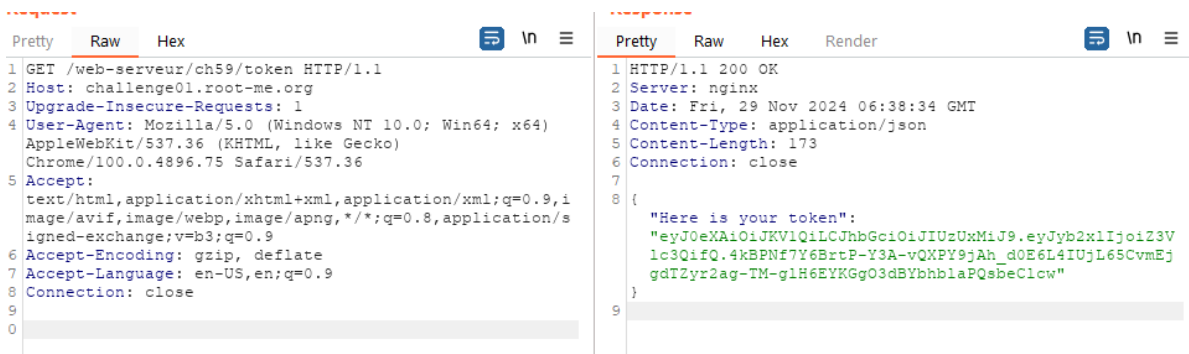 Pretty Raw Hex \n
1 GET /web-serveur/ch59/token HTTP/1.1
2 Host: challenge01.root-me.org
3 Upgrade-Insecure-Requests: 1
4 User-Agent: Mozilla/5.0 (Windows NT 10.0; Win64; x64)
AppleWebKit/537.36 (KHTML, like Gecko)
Chrome/100.0.4896.75 Safari/537.36
5 Accept:
text/html,application/xhtml+xml,application/xml;q=0.9,i
mage/avif,image/webp,image/apng,*/*;q=0.8,application/s
igned-exchange;v=b3;q=0.9
6 Accept-Encoding: gzip, deflate
7 Accept-Language: en-US,en;q=0.9
8 Connection: close
9
0
Pretty Raw Hex Render \n
1 HTTP/1.1 200 OK
2 Server: nginx
3 Date: Fri, 29 Nov 2024 06:38:34 GMT
4 Content-Type: application/json
5 Content-Length: 173
6 Connection: close
7
8 {
"Here is your token":
"eyJ0eXAiOiJKV1QiLCJhbGciOiJIUzUxMiJ9.eyJyb2xlIjoiZ3V
lc3QifQ.4kBPNf7Y6BrtP-Y3A-vQXPY9jAh_d0E6L4IUjL65CvmEj
gdTZyr2ag-TM-glH6EYKGgO3dBYbhblaPQsbeClcw"
}
9